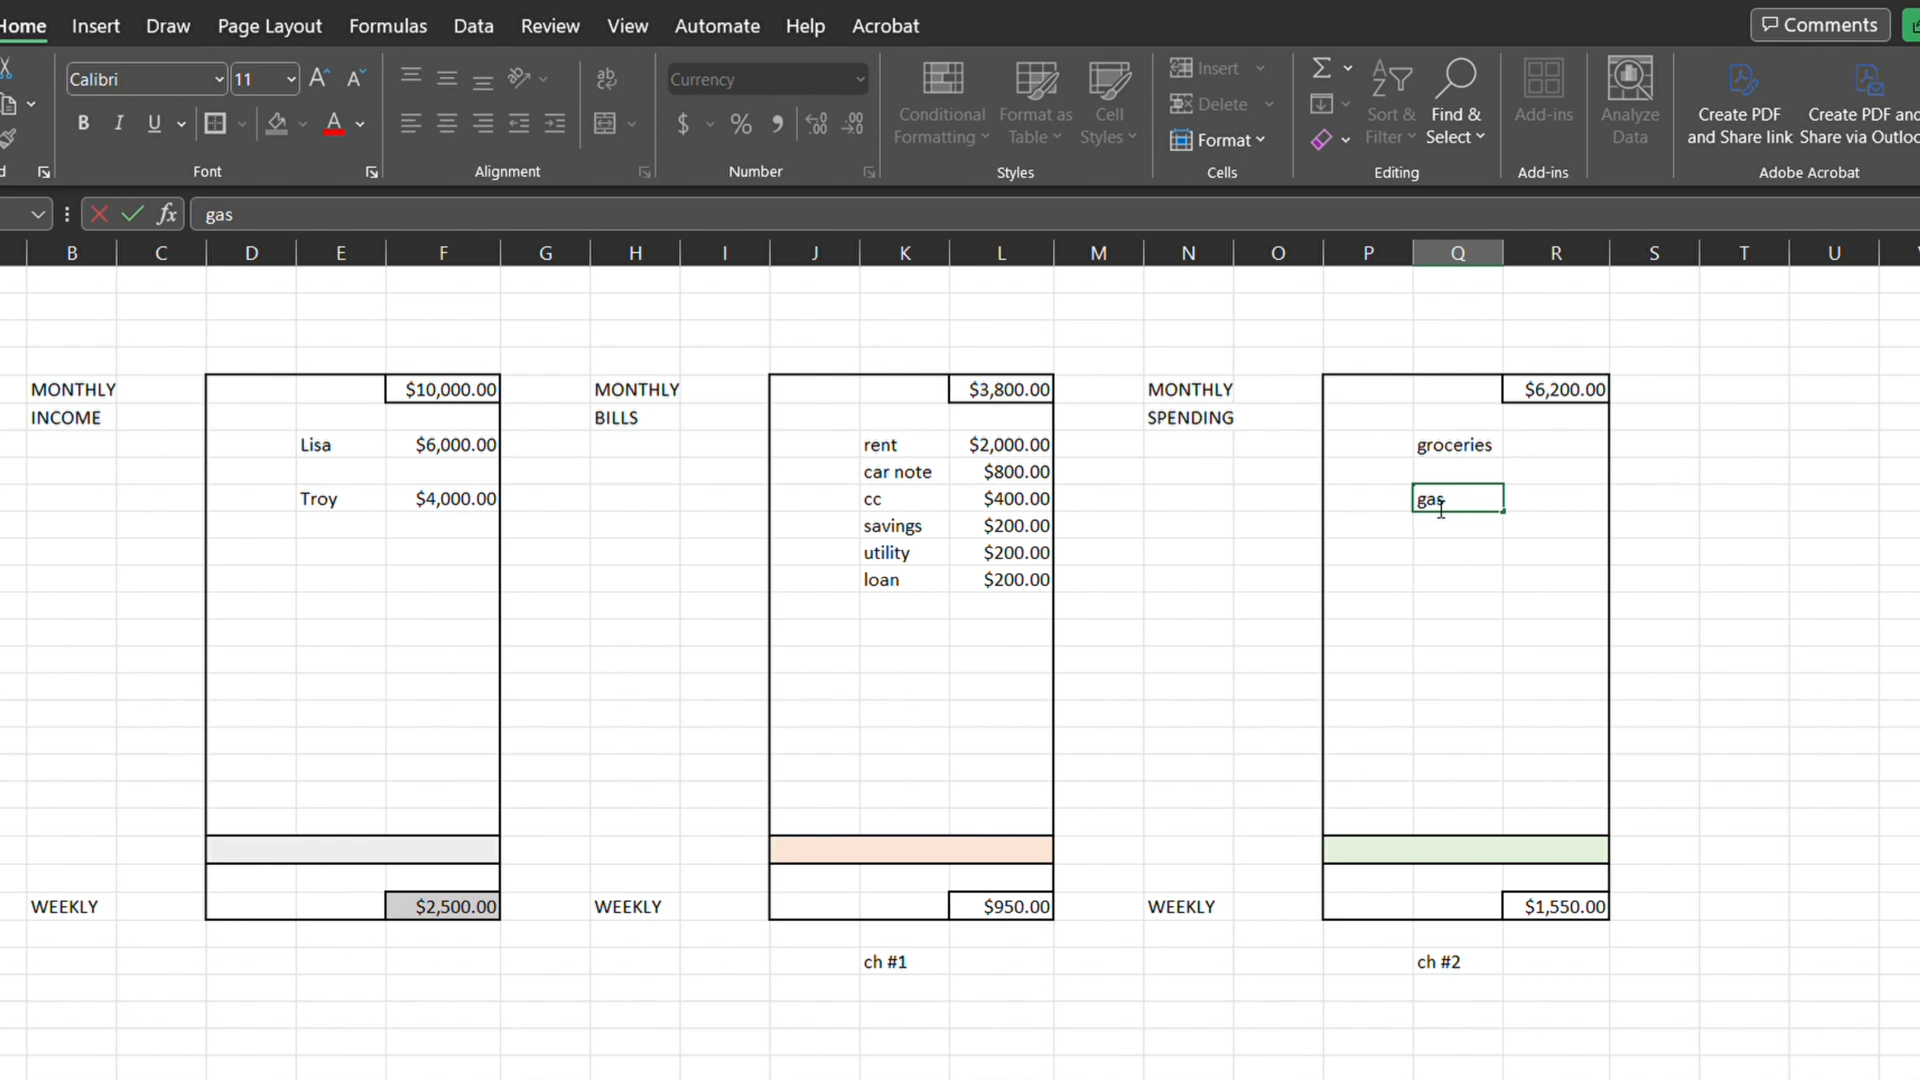 Home Insert Draw Page Layout Formulas Data Review View Automate Help Acrobat Comments
Calibri 11 Currency
Insert
Delete
Format
Conditional Formatting
Format as Table
Cell Styles
Sort & Filter
Find & Select
Add-ins
Analyze Data
Create PDF and Share link
Create PDF and Share via Outloo
B I U A $ % 9
Font Alignment Number Styles Cells Editing Add-ins Adobe Acrobat
fx gas
B C D E F G H I J K L M N O P Q R S T U
MONTHLY $10,000.00 MONTHLY $3,800.00 MONTHLY $6,200.00
INCOME BILLS SPENDING
Lisa $6,000.00 rent $2,000.00 groceries
car note $800.00
Troy $4,000.00 cc $400.00 gas
savings $200.00
utility $200.00
loan $200.00
WEEKLY $2,500.00 WEEKLY $950.00 WEEKLY $1,550.00
ch #1 ch #2